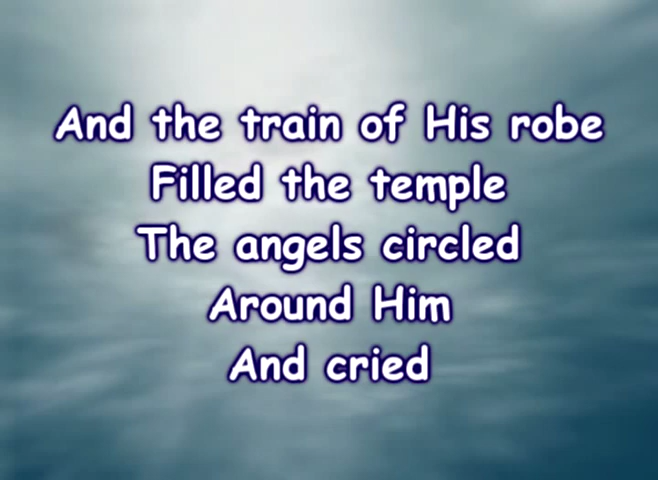 And the train of His robe
Filled the temple
The angels circled
Around Him
And cried